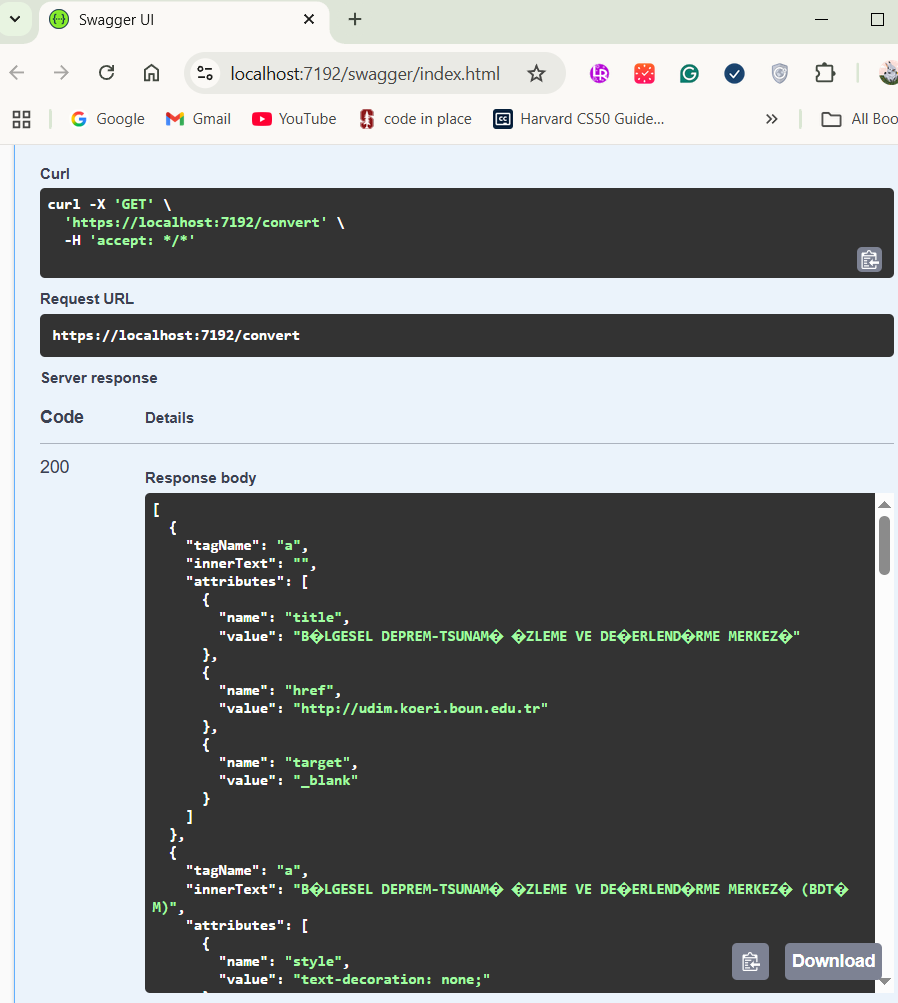 Swagger UI
localhost:7192/swagger/index.html
Google Gmail YouTube code in place Harvard CS50 Guide... All Boo
Curl
curl -X 'GET' \
'https://localhost:7192/convert' \
-H 'accept: */*'
Request URL
https://localhost:7192/convert
Server response
Code Details
200
Response body
[
{
"tagName": "a",
"innerText": "",
"attributes": [
{
"name": "title",
"value": "B�LGESEL DEPREM-TSUNAM� �ZLEME VE DE�ERLEND�RME MERKEZ�"
},
{
"name": "href",
"value": "http://udim.koeri.boun.edu.tr"
},
{
"name": "target",
"value": "_blank"
}
]
},
{
"tagName": "a",
"innerText": "B�LGESEL DEPREM-TSUNAM� �ZLEME VE DE�ERLEND�RME MERKEZ� (BDT�
M)",
"attributes": [
{
"name": "style",
"value": "text-decoration: none;"
Download